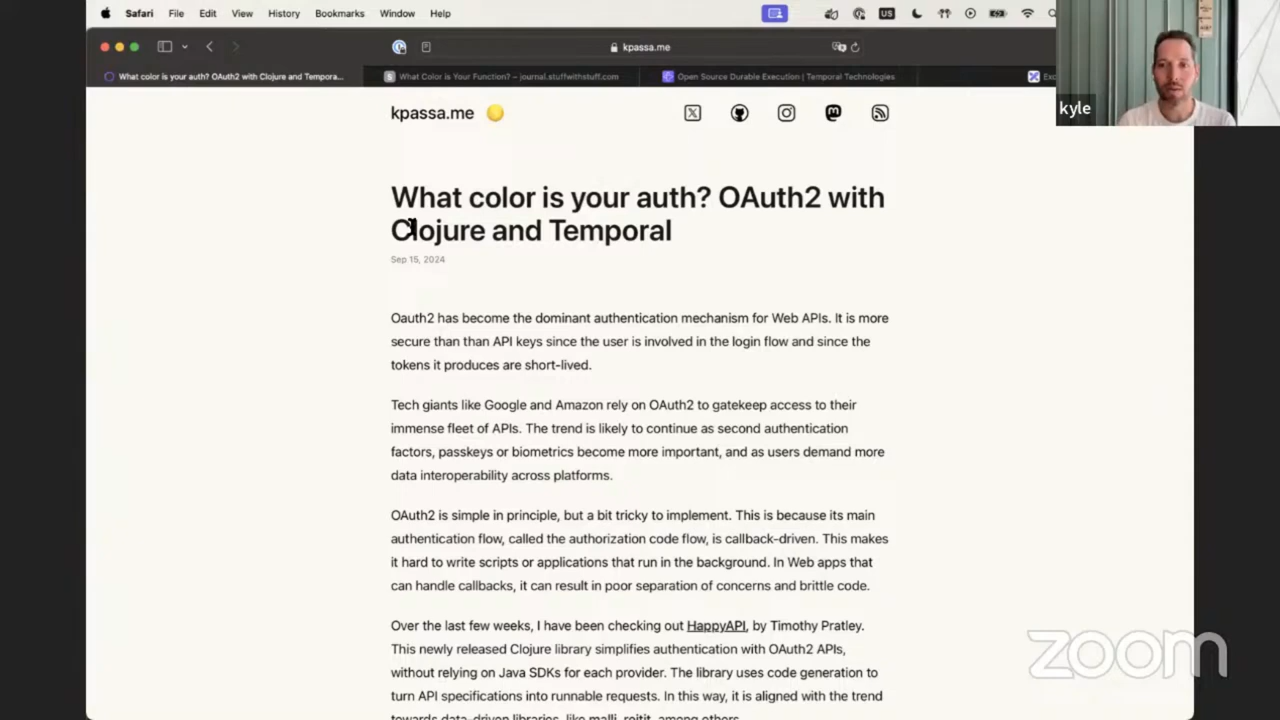 Safari File Edit View History Bookmarks Window Help
US
kpassa.me
What color is your auth? OAuth2 with Clojure and Tempora...
What Color is Your Function? – journal.stuffwithstuff.com
Open Source Durable Execution | Temporal Technologies
kyle
kpassa.me
What color is your auth? OAuth2 with
Clojure and Temporal
Sep 15, 2024
Oauth2 has become the dominant authentication mechanism for Web APIs. It is more
secure than than API keys since the user is involved in the login flow and since the
tokens it produces are short-lived.
Tech giants like Google and Amazon rely on OAuth2 to gatekeep access to their
immense fleet of APIs. The trend is likely to continue as second authentication
factors, passkeys or biometrics become more important, and as users demand more
data interoperability across platforms.
OAuth2 is simple in principle, but a bit tricky to implement. This is because its main
authentication flow, called the authorization code flow, is callback-driven. This makes
it hard to write scripts or applications that run in the background. In Web apps that
can handle callbacks, it can result in poor separation of concerns and brittle code.
Over the last few weeks, I have been checking out HappyAPI, by Timothy Pratley.
This newly released Clojure library simplifies authentication with OAuth2 APIs,
without relying on Java SDKs for each provider. The library uses code generation to
turn API specifications into runnable requests. In this way, it is aligned with the trend
towards data-driven libraries, like malli, reitit, among others.
zoom